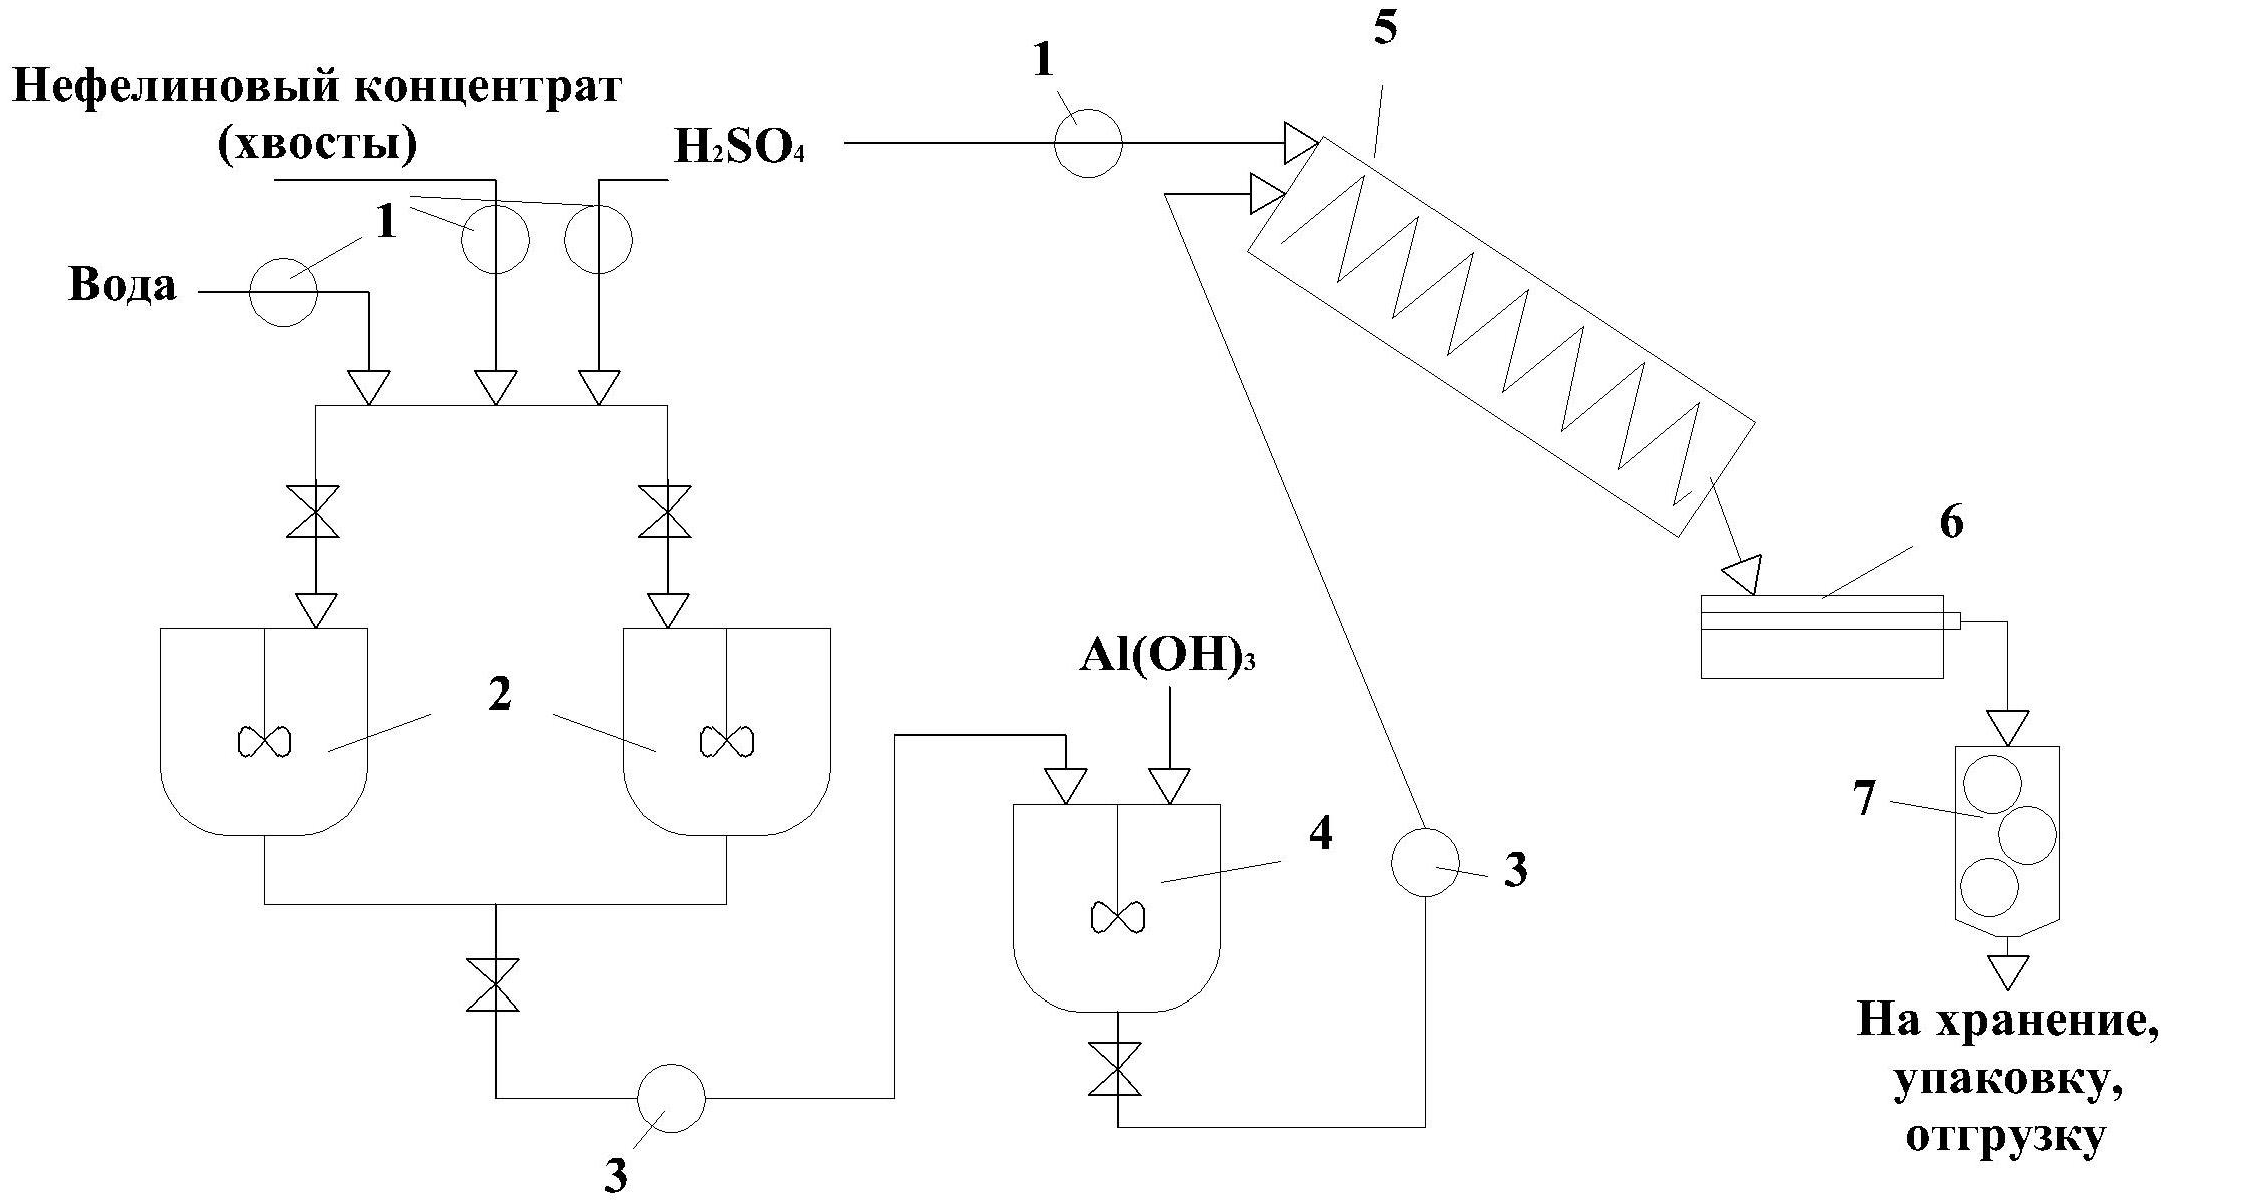 5
1
Нефелиновый концентрат
(хвосты)
H₂SO₄
1
Вода
6
Al(OH)₃
2
7
4
3
На хранение,
упаковку,
отгрузку
3